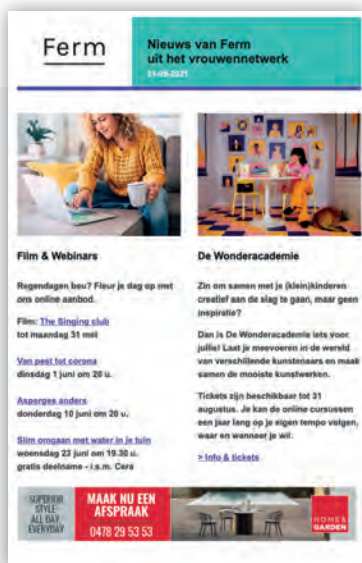 Ferm
Nieuws van Ferm
uit het vrouwennetwerk
31-05-2021
Film & Webinars
Regendagen beu? Fleur je dag op met
ons online aanbod.
Film: The Singing club
tot maandag 31 mei
Van pest tot corona
dinsdag 1 juni om 20 u.
Asperges anders
donderdag 10 juni om 20 u.
Slim omgaan met water in je tuin
woensdag 23 juni om 19.30 u.
gratis deelname - i.s.m. Cera
De Wonderacademie
Zin om samen met je (klein)kinderen
creatief aan de slag te gaan, maar geen
inspiratie?
Dan is De Wonderacademie iets voor
jullie! Laat je meevoeren in de wereld
van verschillende kunstenaars en maak
samen de mooiste kunstwerken.
Tickets zijn beschikbaar tot 31
augustus. Je kan de online cursussen
een jaar lang op je eigen tempo volgen,
waar en wanneer je wil.
> Info & tickets
SUPERIOR
STYLE
ALL DAY
EVERYDAY
MAAK NU EEN
AFSPRAAK
0478 29 53 53
HOME &
GARDEN